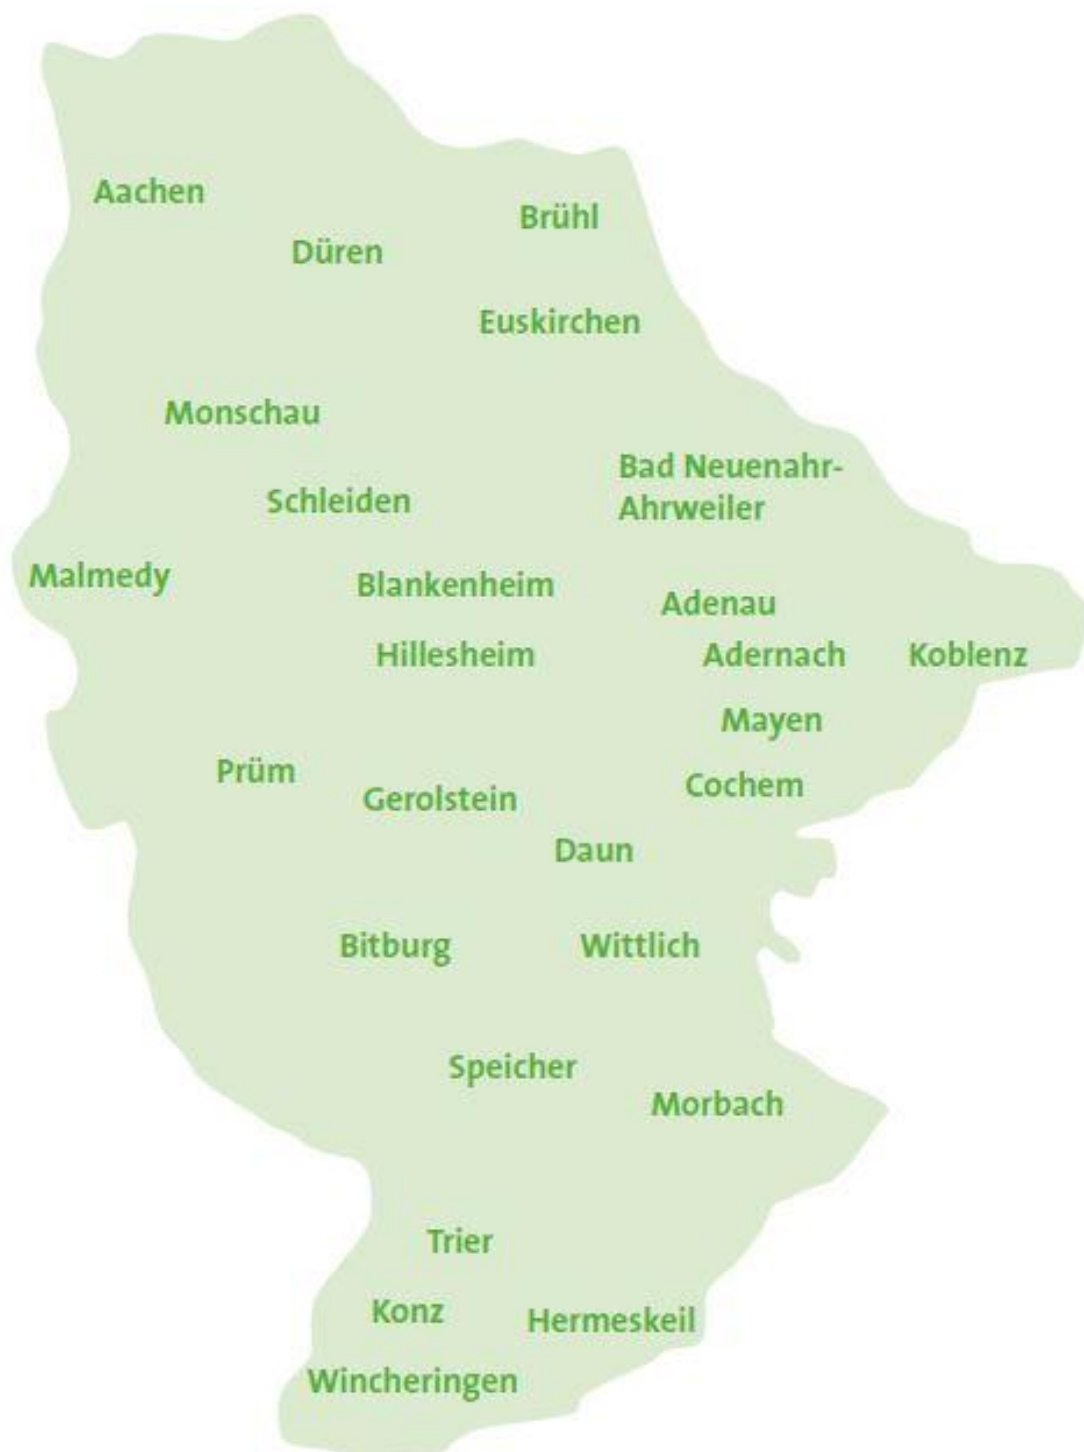 Aachen
Brühl
Düren
Euskirchen
Monschau
Bad Neuenahr-
Ahrweiler
Schleiden
Malmedy
Blankenheim
Adenau
Hillesheim
Adernach
Koblenz
Mayen
Prüm
Cochem
Gerolstein
Daun
Bitburg
Wittlich
Speicher
Morbach
Trier
Konz
Hermeskeil
Wincheringen